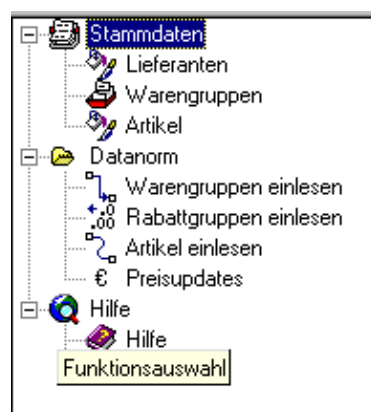 Stammdaten
Lieferanten
Warengruppen
Artikel
Datanorm
Warengruppen einlesen
Rabattgruppen einlesen
Artikel einlesen
€ Preisupdates
Hilfe
Hilfe
Funktionsauswahl